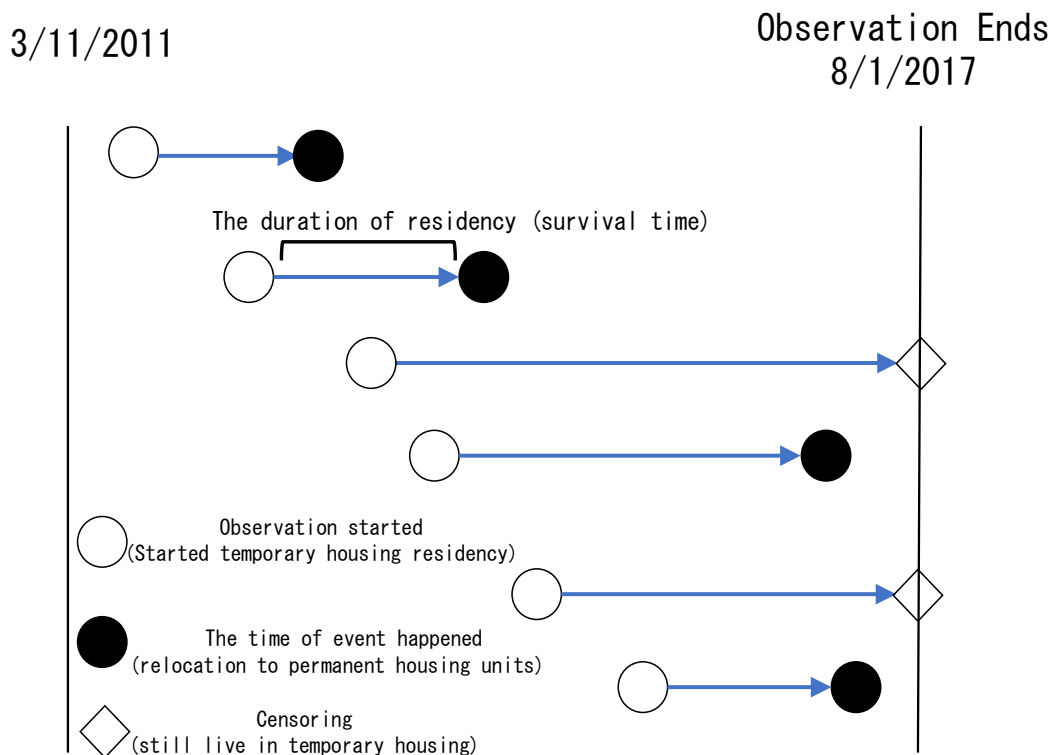 3/11/2011
Observation Ends
8/1/2017
The duration of residency (survival time)
Observation started
(Started temporary housing residency)
The time of event happened
(relocation to permanent housing units)
Censoring
(still live in temporary housing)